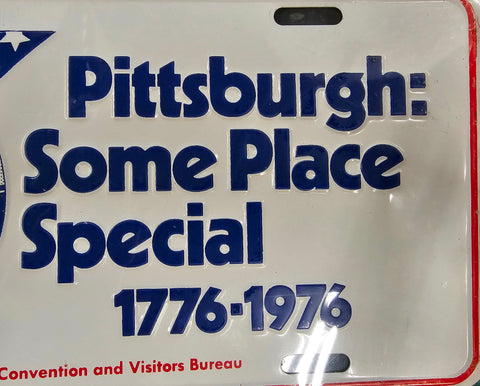 Pittsburgh:
Some Place
Special
1776-1976
Convention and Visitors Bureau